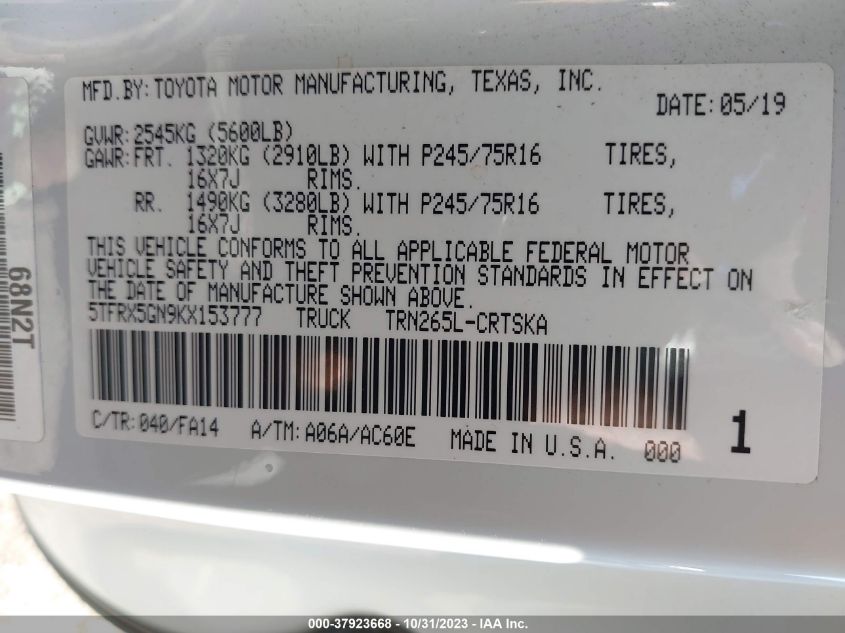 MFD.BY:TOYOTA MOTOR MANUFACTURING, TEXAS, INC.
DATE:05/19
GVWR:2545KG (5600LB)
GAWR:FRT. 1320KG (2910LB) WITH P245/75R16 TIRES,
16X7J RIMS.
RR. 1490KG (3280LB) WITH P245/75R16 TIRES,
16X7J RIMS.
THIS VEHICLE CONFORMS TO ALL APPLICABLE FEDERAL MOTOR
VEHICLE SAFETY AND THEFT PREVENTION STANDARDS IN EFFECT ON
THE DATE OF MANUFACTURE SHOWN ABOVE.
5TFRX5GN9KX153777 TRUCK TRN265L-CRTSKA
C/TR:040/FA14 A/TM:A06A/AC60E MADE IN U.S.A. 000
1
68N2T
000-37923668 - 10/31/2023 - IAA Inc.